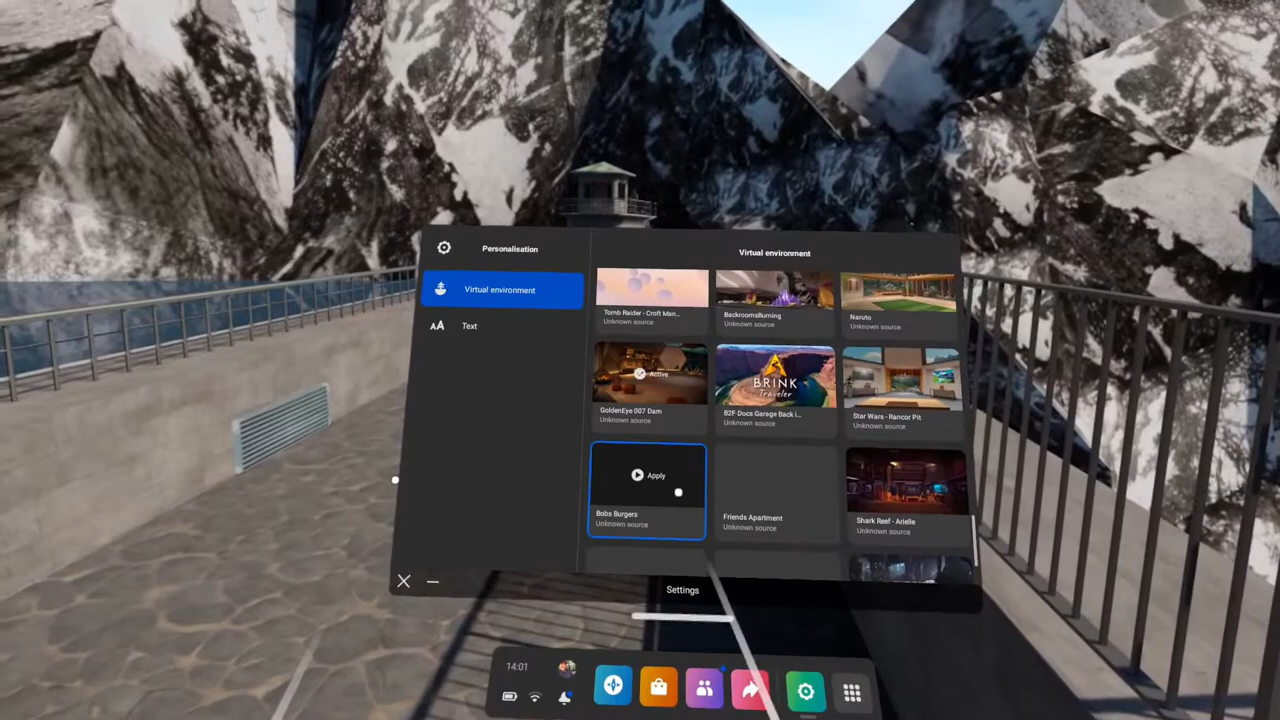 Personalisation
Virtual environment
Text
Virtual environment
Tomb Raider - Croft Man...
Unknown source
BackroomsBurning
Unknown source
Naruto
Unknown source
Active
GoldenEye 007 Dam
Unknown source
BRINK
Traveler
B2F Docs Garage Back i...
Unknown source
Star Wars - Rancor Pit
Unknown source
Apply
Bobs Burgers
Unknown source
Friends Apartment
Unknown source
Shark Reef - Arielle
Unknown source
Settings
14:01